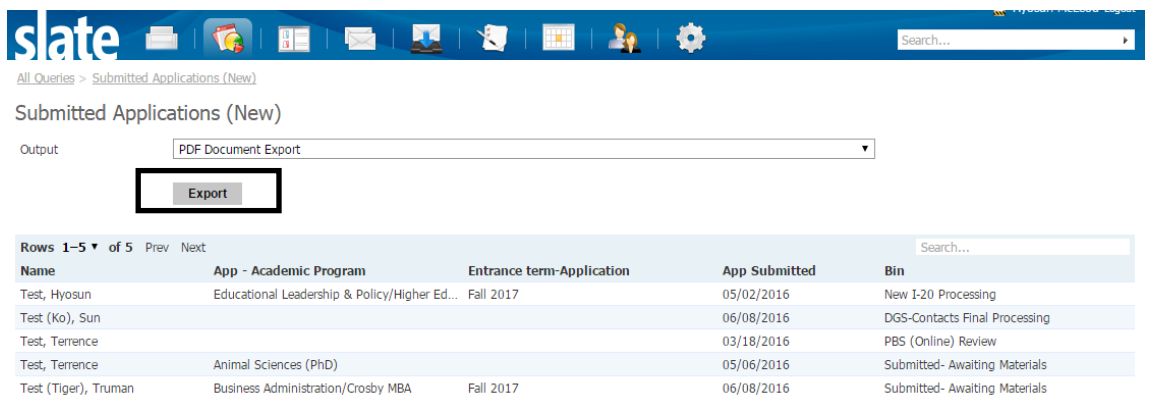 Logout
slate
Search...
All Queries > Submitted Applications (New)
Submitted Applications (New)
Output PDF Document Export
Export
Rows 1–5 of 5 Prev Next Search...
Name App - Academic Program Entrance term-Application App Submitted Bin
Test, Hyosun Educational Leadership & Policy/Higher Ed... Fall 2017 05/02/2016 New I-20 Processing
Test (Ko), Sun 06/08/2016 DGS-Contacts Final Processing
Test, Terrence 03/18/2016 PBS (Online) Review
Test, Terrence Animal Sciences (PhD) 05/06/2016 Submitted- Awaiting Materials
Test (Tiger), Truman Business Administration/Crosby MBA Fall 2017 06/08/2016 Submitted- Awaiting Materials